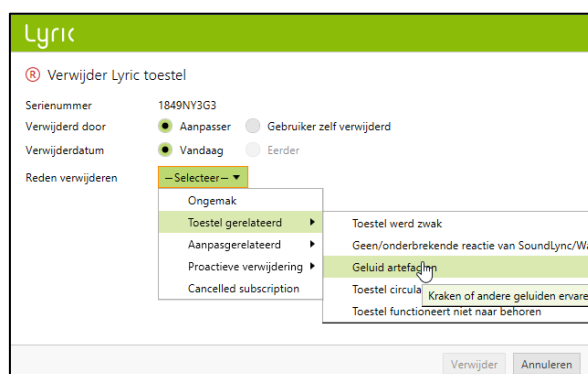 Lyric
R Verwijder Lyric toestel
Serienummer 1849NY3G3
Verwijderd door Aanpasser Gebruiker zelf verwijderd
Verwijderdatum Vandaag Eerder
Reden verwijderen —Selecteer—
Ongemak
Toestel gerelateerd
Aanpasgerelateerd
Proactieve verwijdering
Cancelled subscription
Toestel werd zwak
Geen/onderbrekende reactie van SoundLync/Wa
Geluid artefacten
Toestel circula
Kraken of andere geluiden ervare
Toestel functioneert niet naar behoren
Verwijder Annuleren